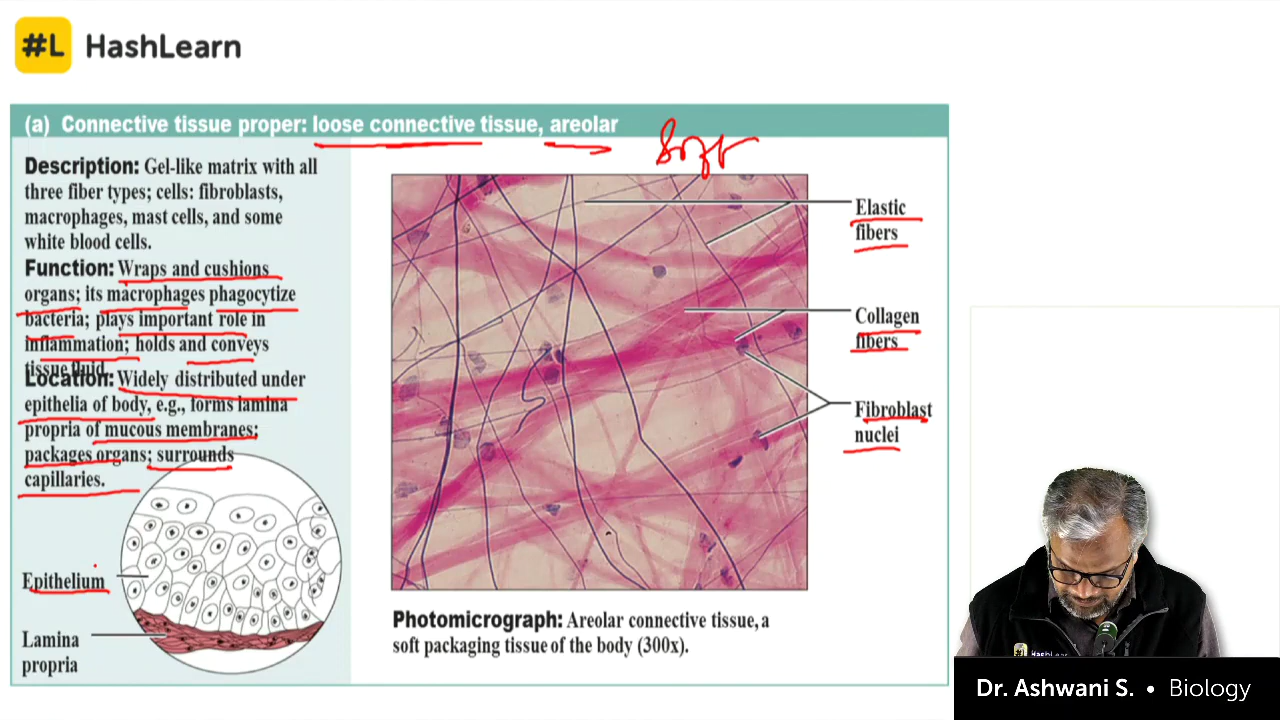 #L HashLearn
(a) Connective tissue proper: loose connective tissue, areolar
Soft
Description: Gel-like matrix with all
three fiber types; cells: fibroblasts,
macrophages, mast cells, and some
white blood cells.
Function: Wraps and cushions
organs; its macrophages phagocytize
bacteria; plays important role in
inflammation; holds and conveys
tissue fluid.
Location: Widely distributed under
epithelia of body, e.g., forms lamina
propria of mucous membranes;
packages organs; surrounds
capillaries.
Epithelium
Lamina
propria
Elastic
fibers
Collagen
fibers
Fibroblast
nuclei
Photomicrograph: Areolar connective tissue, a
soft packaging tissue of the body (300x).
HashLearn
Dr. Ashwani S. • Biology